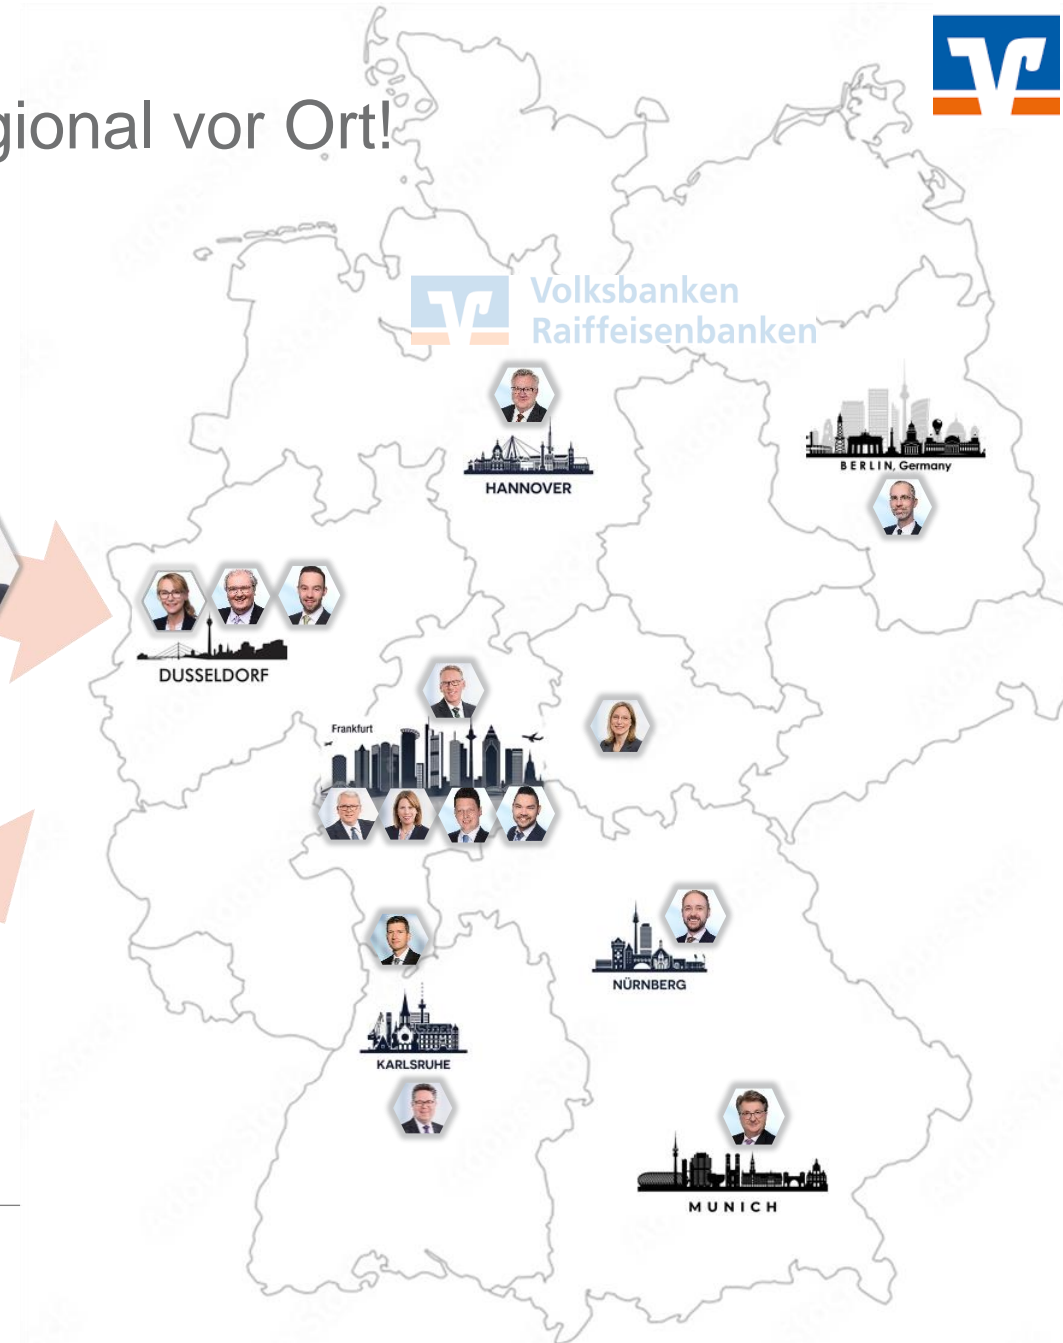 gional vor Ort!
Volksbanken
Raiffeisenbanken
HANNOVER
BERLIN, Germany
DUSSELDORF
Frankfurt
NÜRNBERG
KARLSRUHE
MUNICH